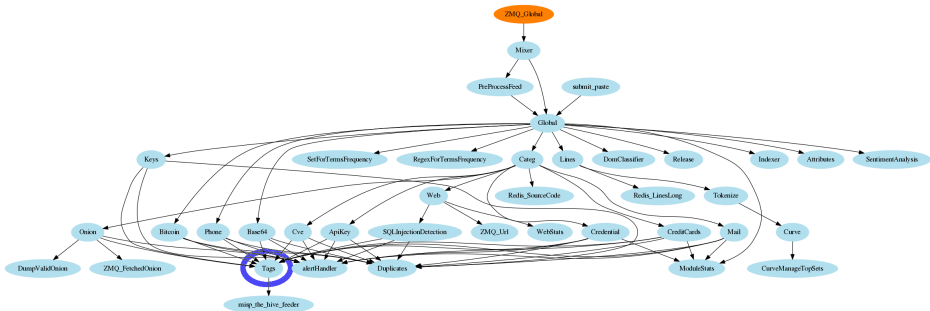 ZMQ_Global
Mixer
PreProcessFeed
submit_paste
Global
Keys
SetForTermsFrequency
RegexForTermsFrequency
Categ
Lines
DomClassifier
Release
Indexer
Attributes
SentimentAnalysis
Web
Redis_SourceCode
Redis_LinesLong
Tokenize
Onion
Bitcoin
Phone
Base64
Cve
ApiKey
SQLInjectionDetection
ZMQ_Url
WebStats
Credential
CreditCards
Mail
Curve
DumpValidOnion
ZMQ_FetchedOnion
Tags
alertHandler
Duplicates
ModuleStats
CurveManageTopSets
misp_the_hive_feeder